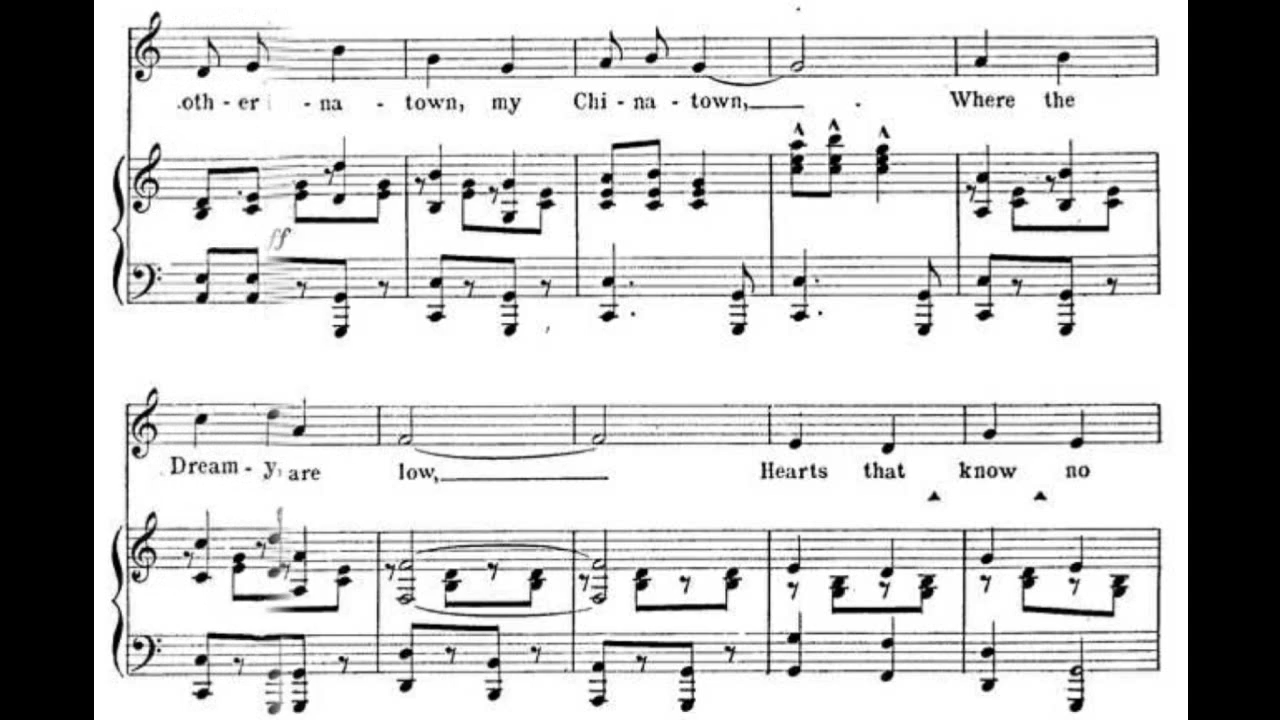 .oth - er - na - town, my Chi - na - town, Where the
ff
Dream - y, are low, Hearts that know no